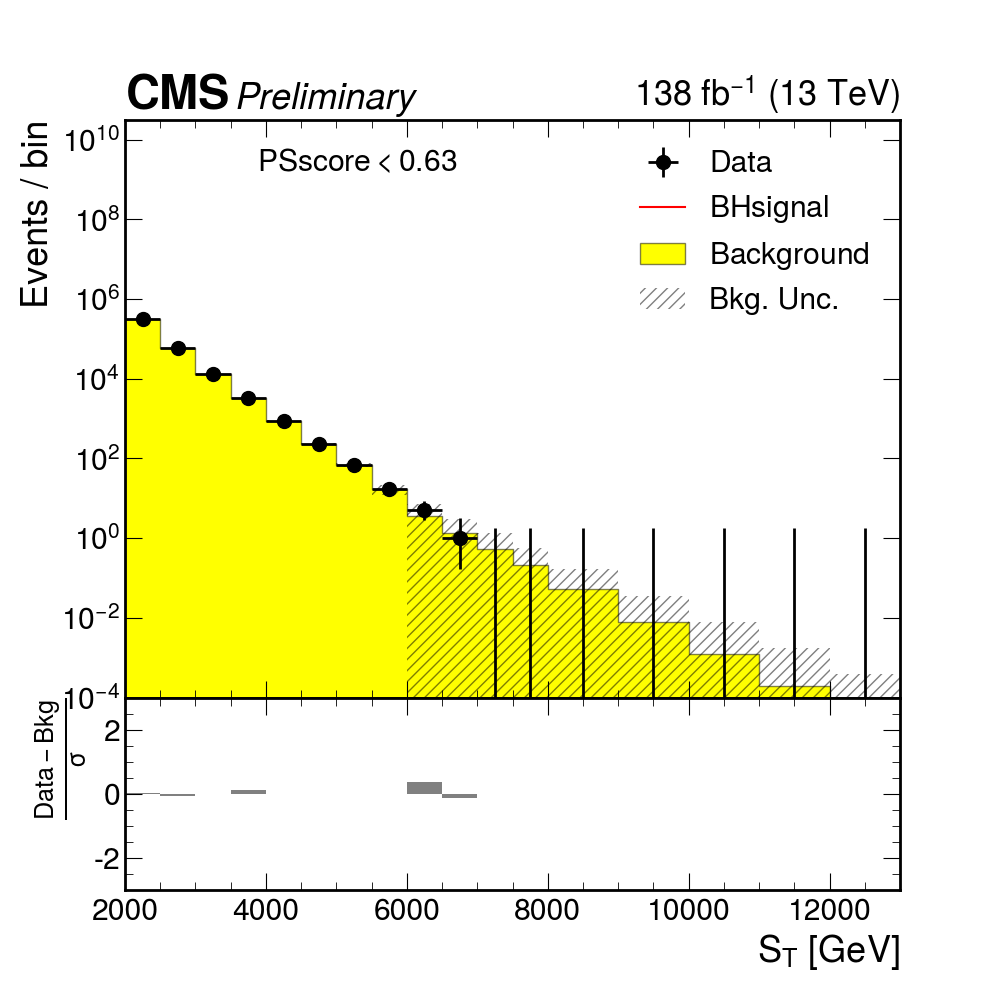 CMS Preliminary 138 fb⁻¹ (13 TeV)
PSscore < 0.63
Data
BHsignal
Background
Bkg. Unc.
Events / bin
10¹⁰
10⁸
10⁶
10⁴
10²
10⁰
10⁻²
10⁻⁴
Data – Bkg
σ
2
0
-2
2000 4000 6000 8000 10000 12000
S_T [GeV]